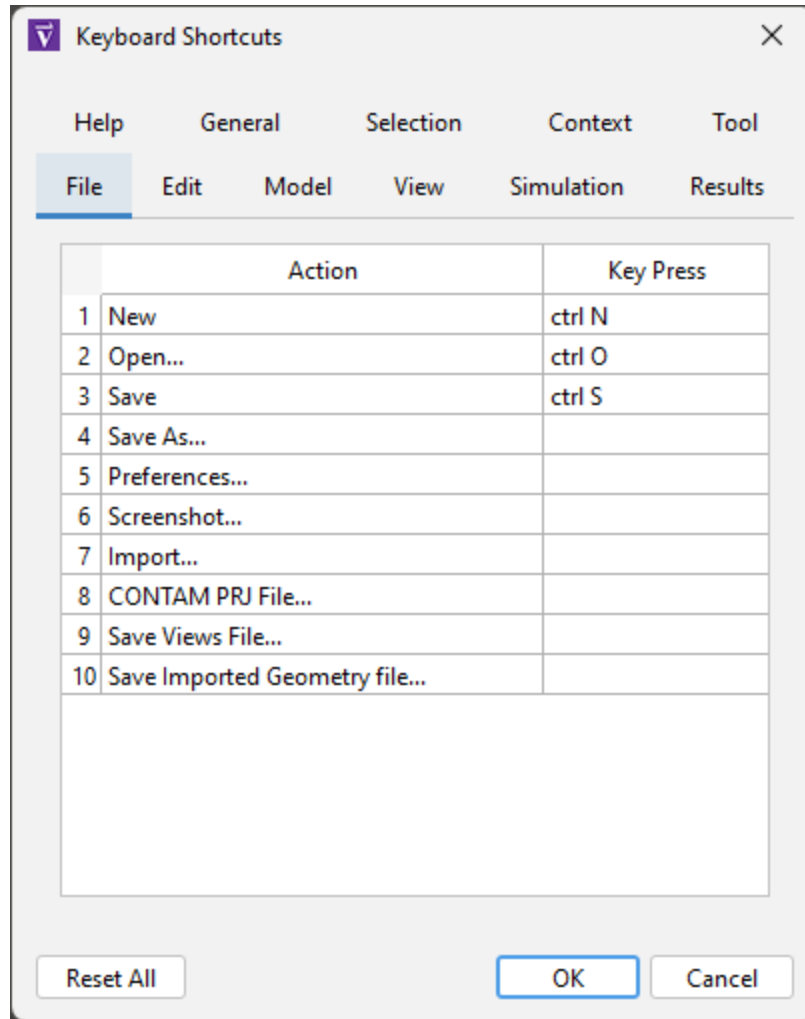 Keyboard Shortcuts
Help General Selection Context Tool
File Edit Model View Simulation Results
Action Key Press
1 New ctrl N
2 Open... ctrl O
3 Save ctrl S
4 Save As...
5 Preferences...
6 Screenshot...
7 Import...
8 CONTAM PRJ File...
9 Save Views File...
10 Save Imported Geometry file...
Reset All OK Cancel